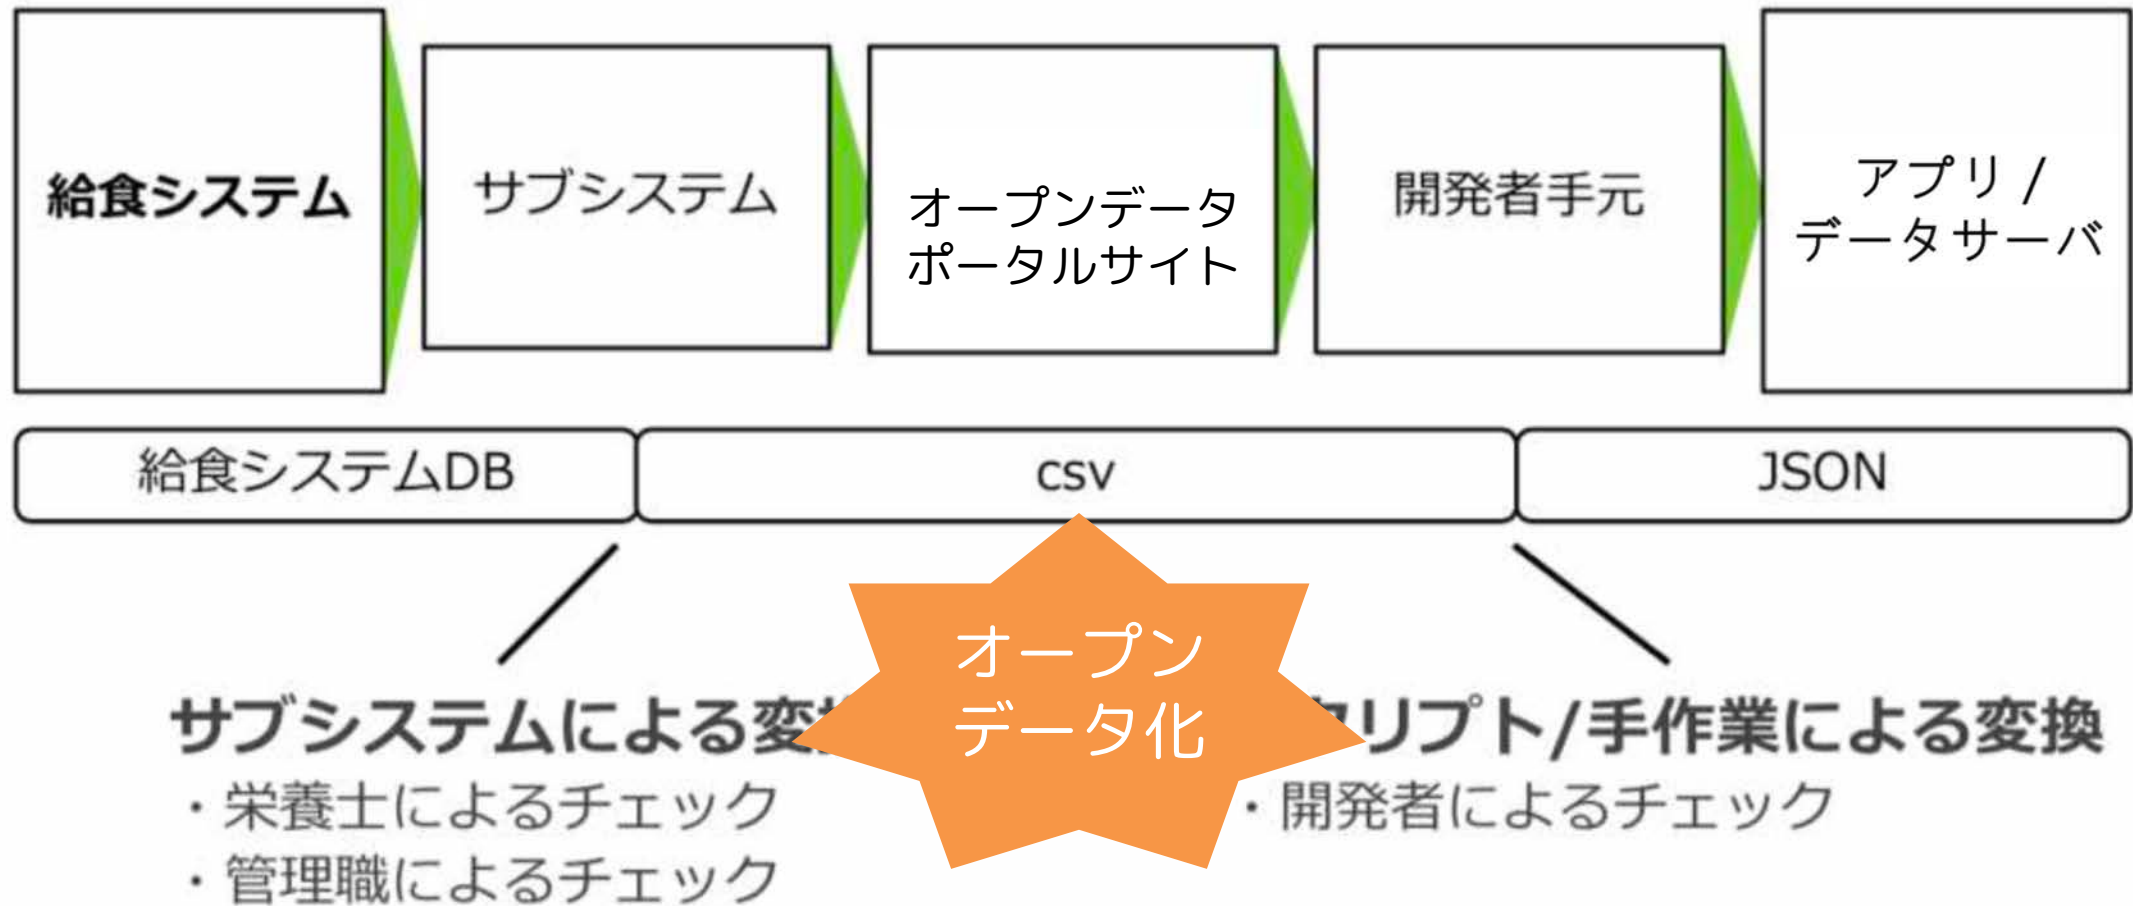 給食システム
サブシステム
オープンデータ
ポータルサイト
開発者手元
アプリ /
データサーバ
給食システムDB
csv
JSON
サブシステムによる変
リプト/手作業による変換
・栄養士によるチェック
・管理職によるチェック
・開発者によるチェック
オープン
データ化